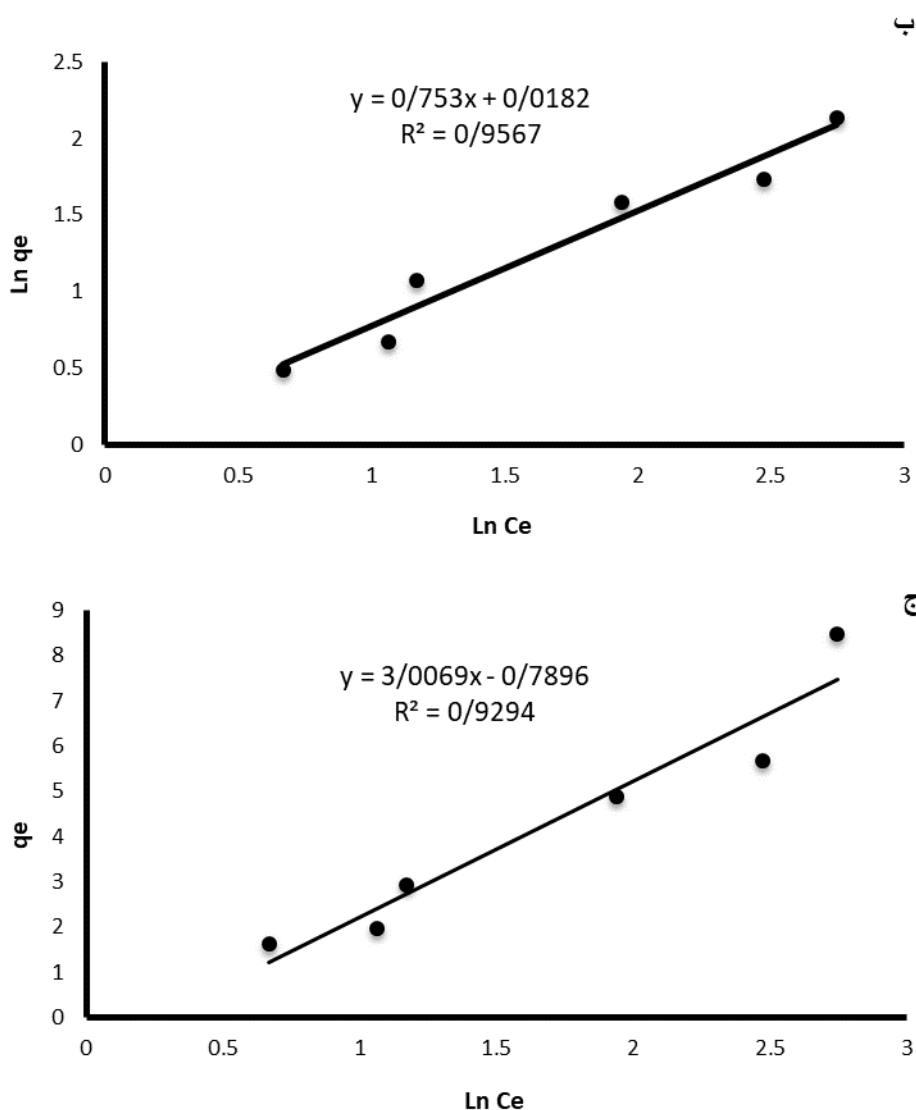 2.5
y = 0/753x + 0/0182
R² = 0/9567
2
1.5
Ln qe
1
0.5
0
0 0.5 1 1.5 2 2.5 3
Ln Ce
9
8
y = 3/0069x - 0/7896
R² = 0/9294
7
6
5
qe
4
3
2
1
0
0 0.5 1 1.5 2 2.5 3
Ln Ce